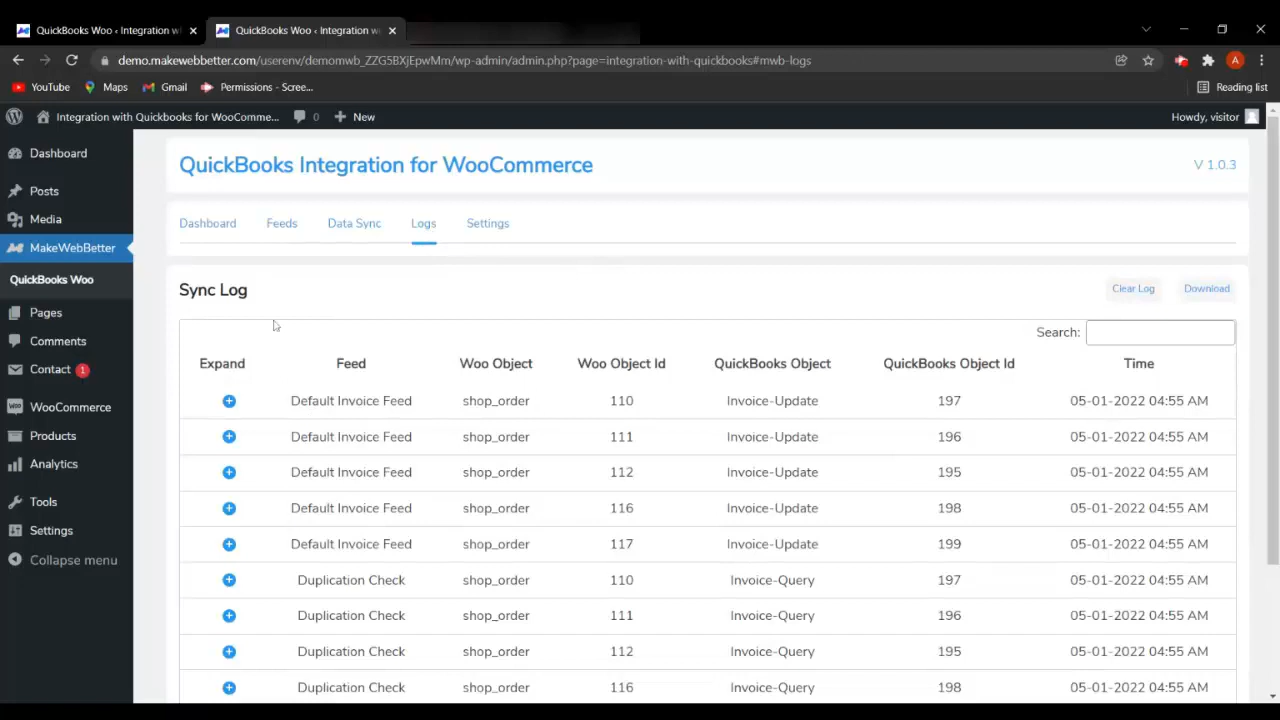 QuickBooks Woo ‹ Integration w
QuickBooks Woo ‹ Integration wi
demo.makewebbetter.com/userenv/demomwb_ZZG5BXjEpwMm/wp-admin/admin.php?page=integration-with-quickbooks#mwb-logs
A
YouTube
Maps
Gmail
Permissions - Scree...
Reading list
Integration with Quickbooks for WooComme...
0
New
Howdy, visitor
Dashboard
Posts
Media
MakeWebBetter
QuickBooks Woo
Pages
Comments
Contact 1
WooCommerce
Products
Analytics
Tools
Settings
Collapse menu
QuickBooks Integration for WooCommerce
V 1.0.3
Dashboard Feeds Data Sync Logs Settings
Sync Log
Clear Log
Download
Search:
Expand Feed Woo Object Woo Object Id QuickBooks Object QuickBooks Object Id Time
Default Invoice Feed shop_order 110 Invoice-Update 197 05-01-2022 04:55 AM
Default Invoice Feed shop_order 111 Invoice-Update 196 05-01-2022 04:55 AM
Default Invoice Feed shop_order 112 Invoice-Update 195 05-01-2022 04:55 AM
Default Invoice Feed shop_order 116 Invoice-Update 198 05-01-2022 04:55 AM
Default Invoice Feed shop_order 117 Invoice-Update 199 05-01-2022 04:55 AM
Duplication Check shop_order 110 Invoice-Query 197 05-01-2022 04:55 AM
Duplication Check shop_order 111 Invoice-Query 196 05-01-2022 04:55 AM
Duplication Check shop_order 112 Invoice-Query 195 05-01-2022 04:55 AM
Duplication Check shop_order 116 Invoice-Query 198 05-01-2022 04:55 AM